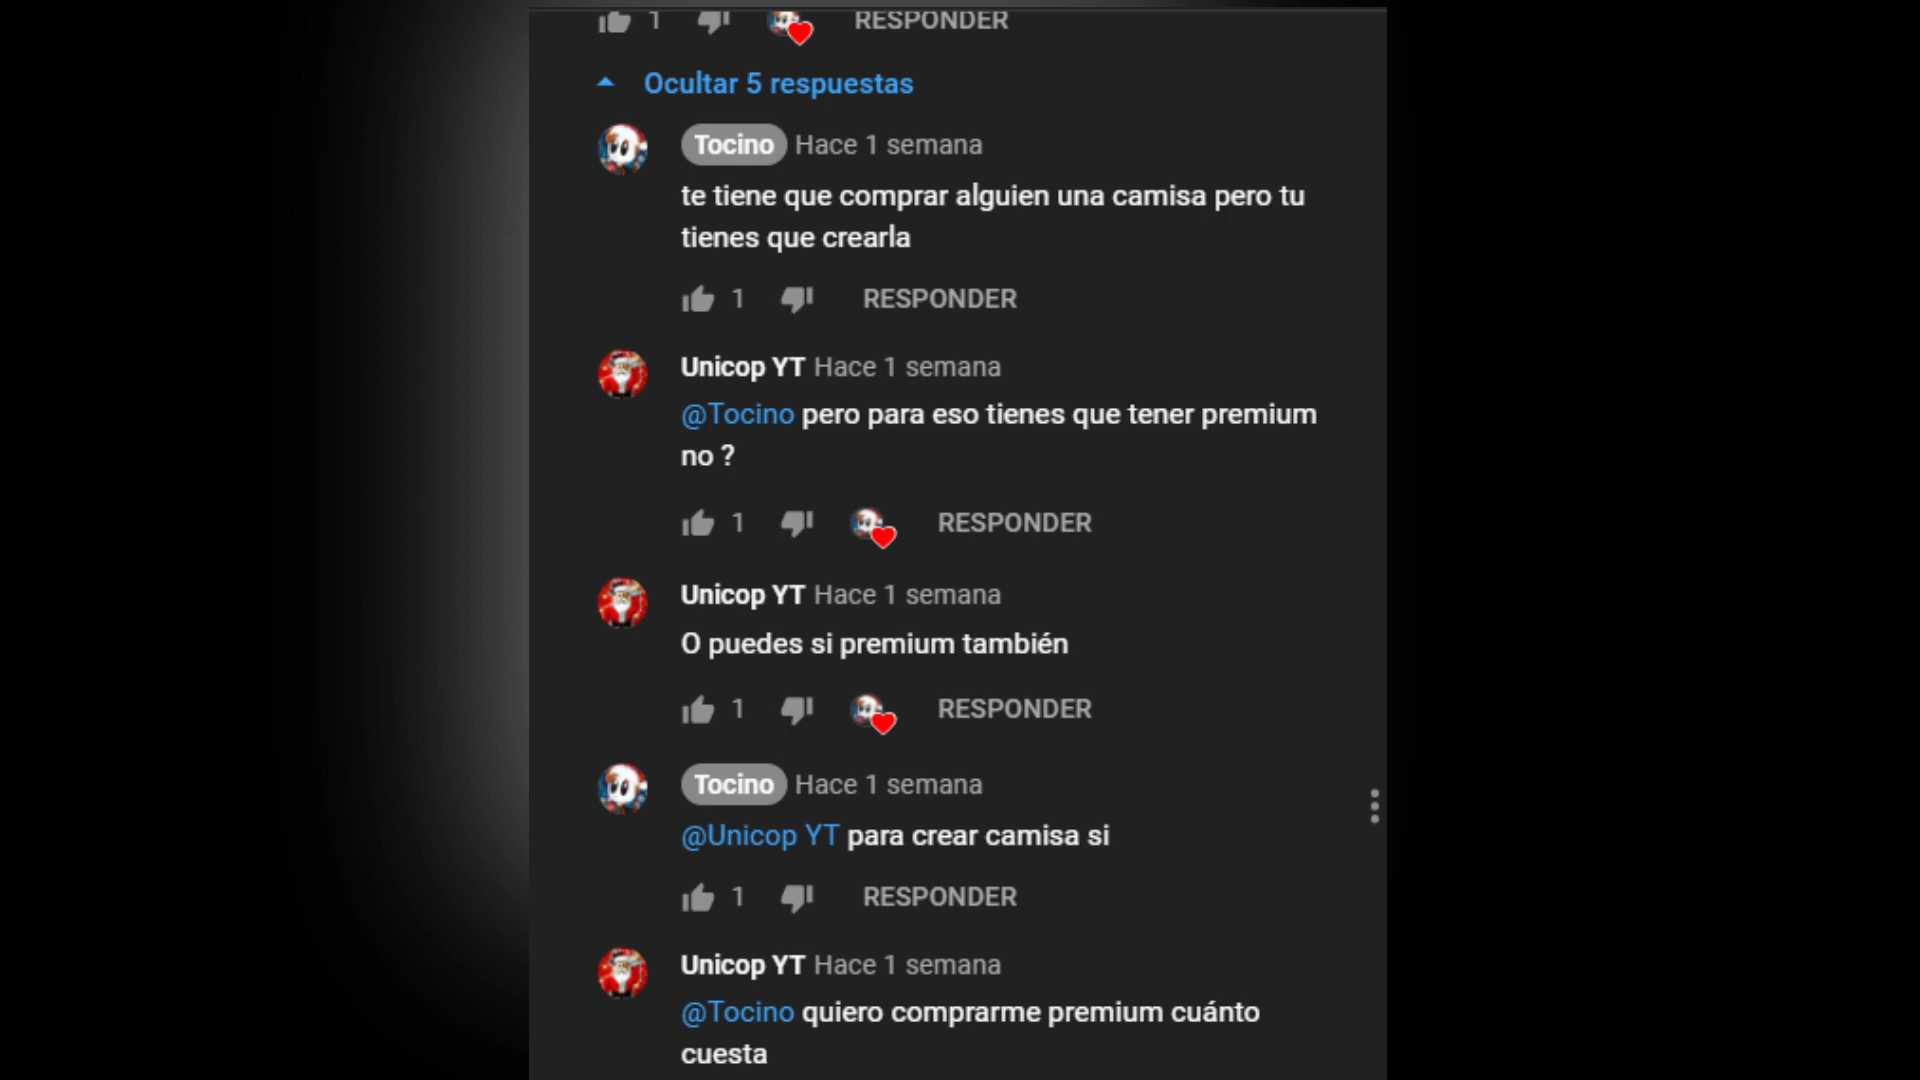 1 RESPONDER
Ocultar 5 respuestas
Tocino Hace 1 semana
te tiene que comprar alguien una camisa pero tu
tienes que crearla
1 RESPONDER
Unicop YT Hace 1 semana
@Tocino pero para eso tienes que tener premium
no ?
1 RESPONDER
Unicop YT Hace 1 semana
O puedes si premium también
1 RESPONDER
Tocino Hace 1 semana
@Unicop YT para crear camisa si
1 RESPONDER
Unicop YT Hace 1 semana
@Tocino quiero comprarme premium cuánto
cuesta